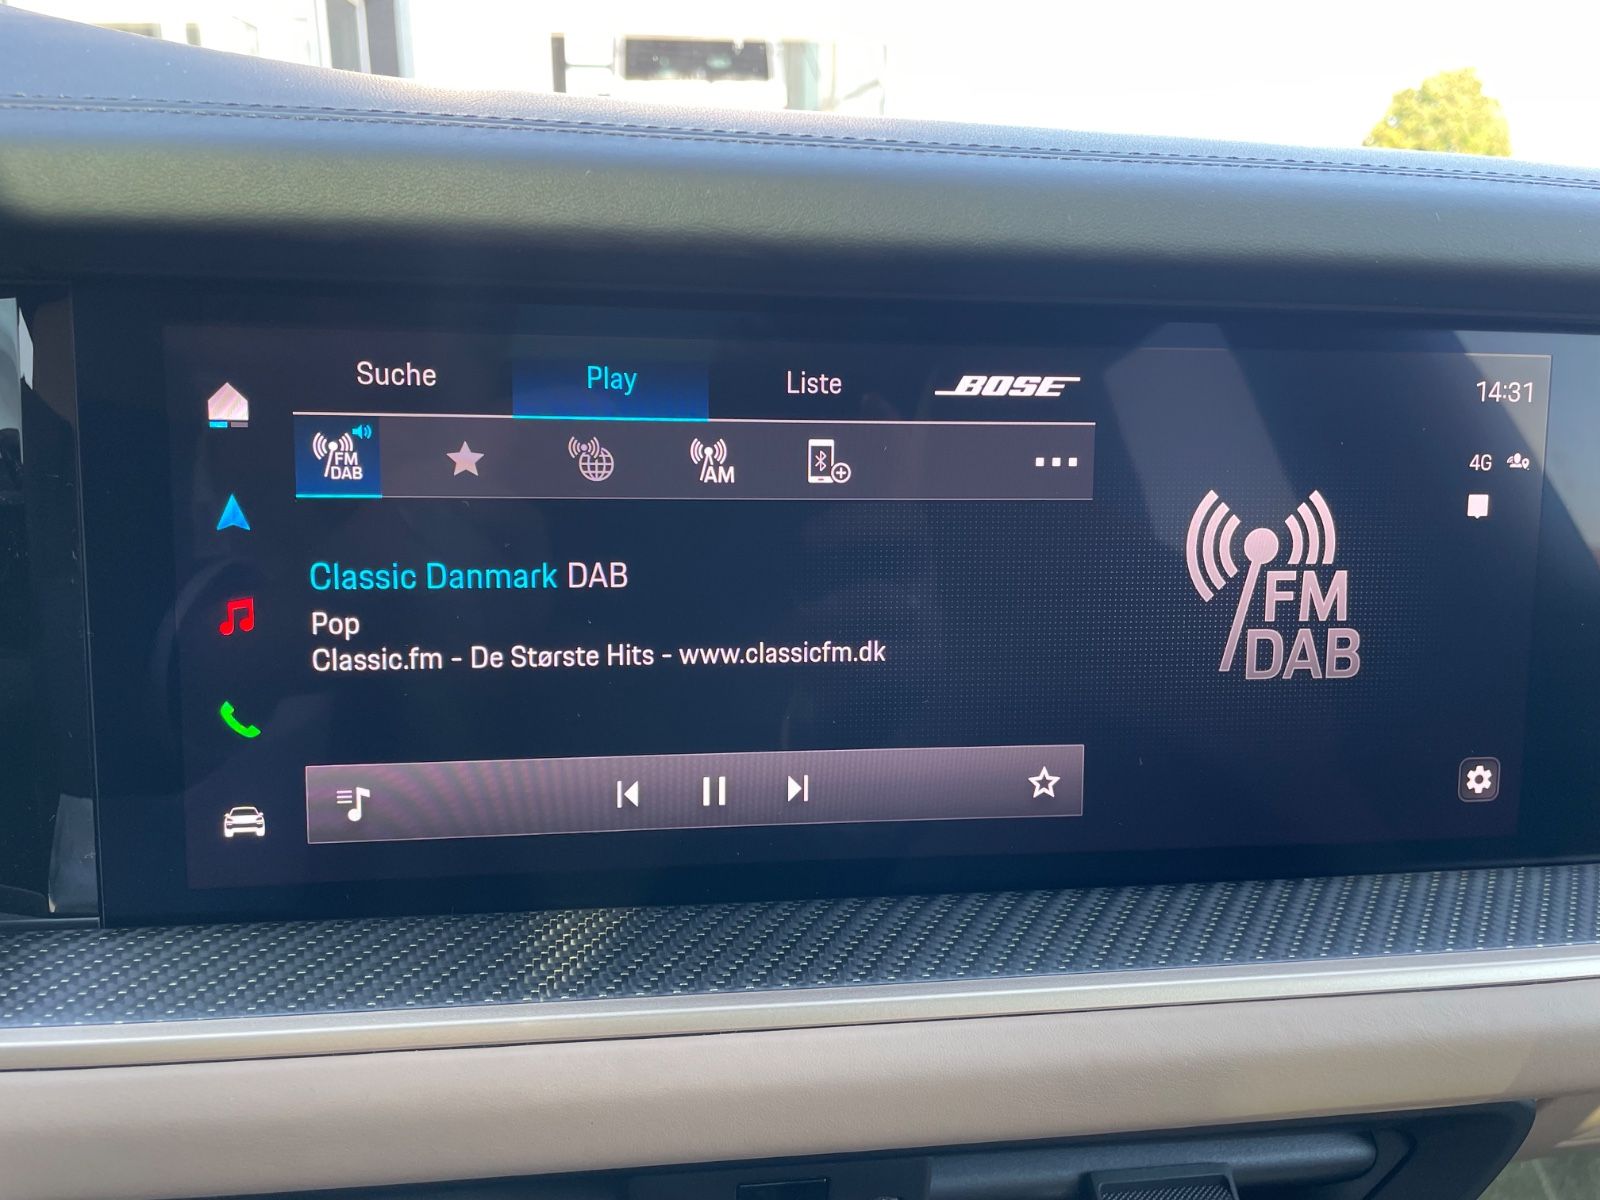 Suche Play Liste BOSE
14:31
FM
DAB
AM
4G
Classic Danmark DAB
Pop
Classic.fm - De Største Hits - www.classicfm.dk
FM
DAB